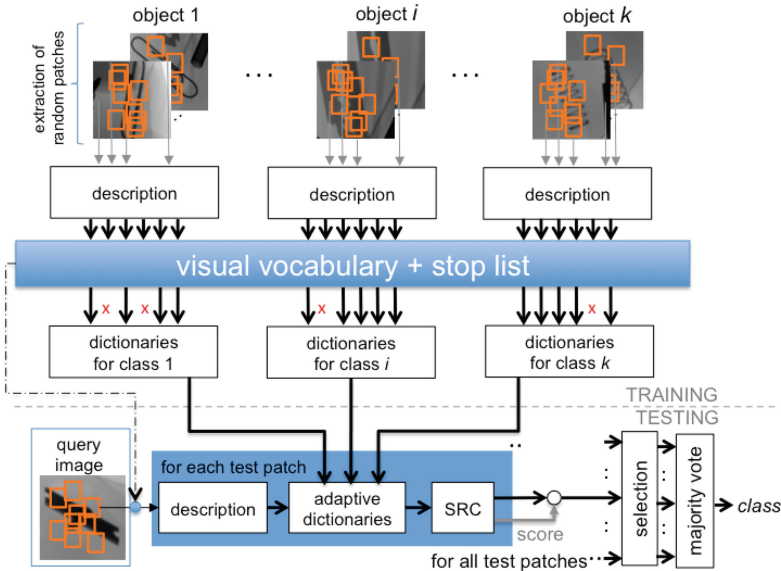 object 1
object i
object k
extraction of
random patches
description
description
description
visual vocabulary + stop list
x
x
x
x
dictionaries
for class 1
dictionaries
for class i
dictionaries
for class k
TRAINING
TESTING
query
image
for each test patch
description
adaptive
dictionaries
SRC
score
for all test patches
selection
majority vote
class